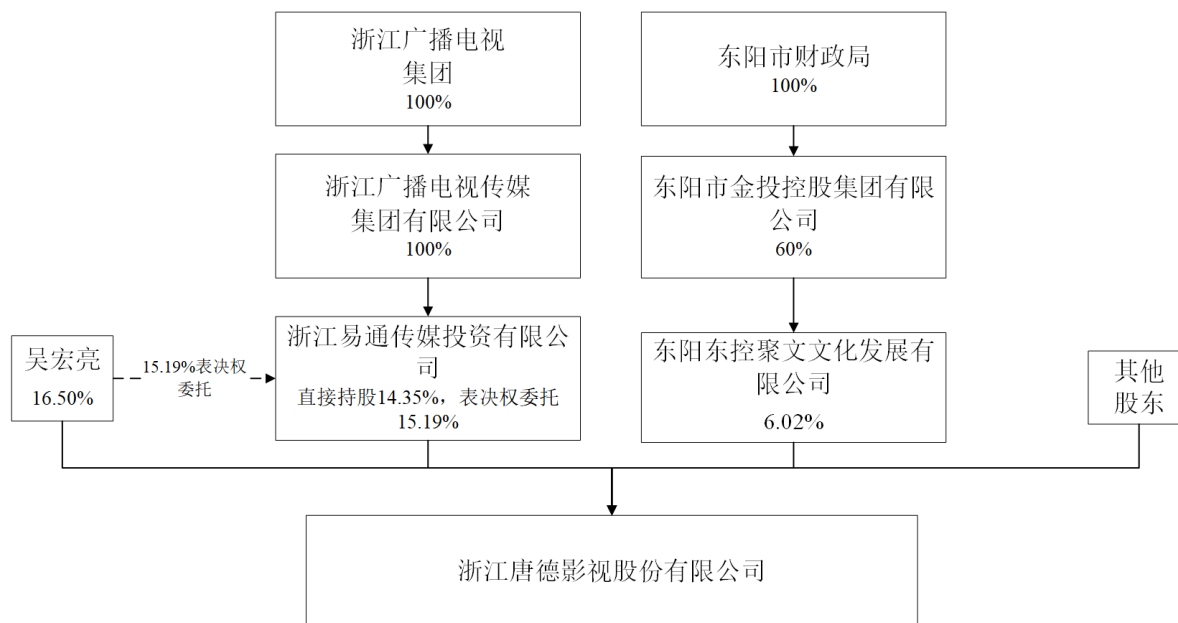 浙江广播电视
集团
100%
东阳市财政局
100%
浙江广播电视传媒
集团有限公司
100%
东阳市金投控股集团有限
公司
60%
吴宏亮
16.50%
15.19%表决权
委托
浙江易通传媒投资有限公
司
直接持股14.35%，表决权委托
15.19%
东阳东控聚文文化发展有
限公司
6.02%
其他
股东
浙江唐德影视股份有限公司